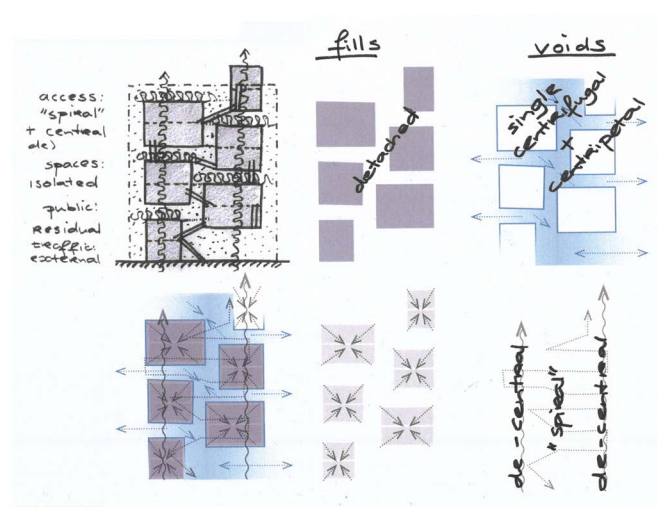 fills
voids
access:
"spiral"
+ central
de)
spaces:
isolated
public:
residual
traffic:
external
detached
single
centrifugal
+
centripetal
de-central
"spiral"
de-central